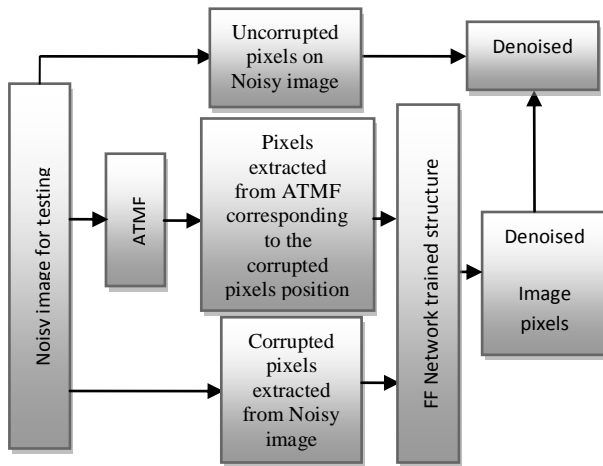 Uncorrupted
pixels on
Noisy image
Denoised
Noisy image for testing
ATMF
Pixels
extracted
from ATMF
corresponding
to the
corrupted
pixels position
Corrupted
pixels
extracted
from Noisy
image
FF Network trained structure
Denoised
Image
pixels